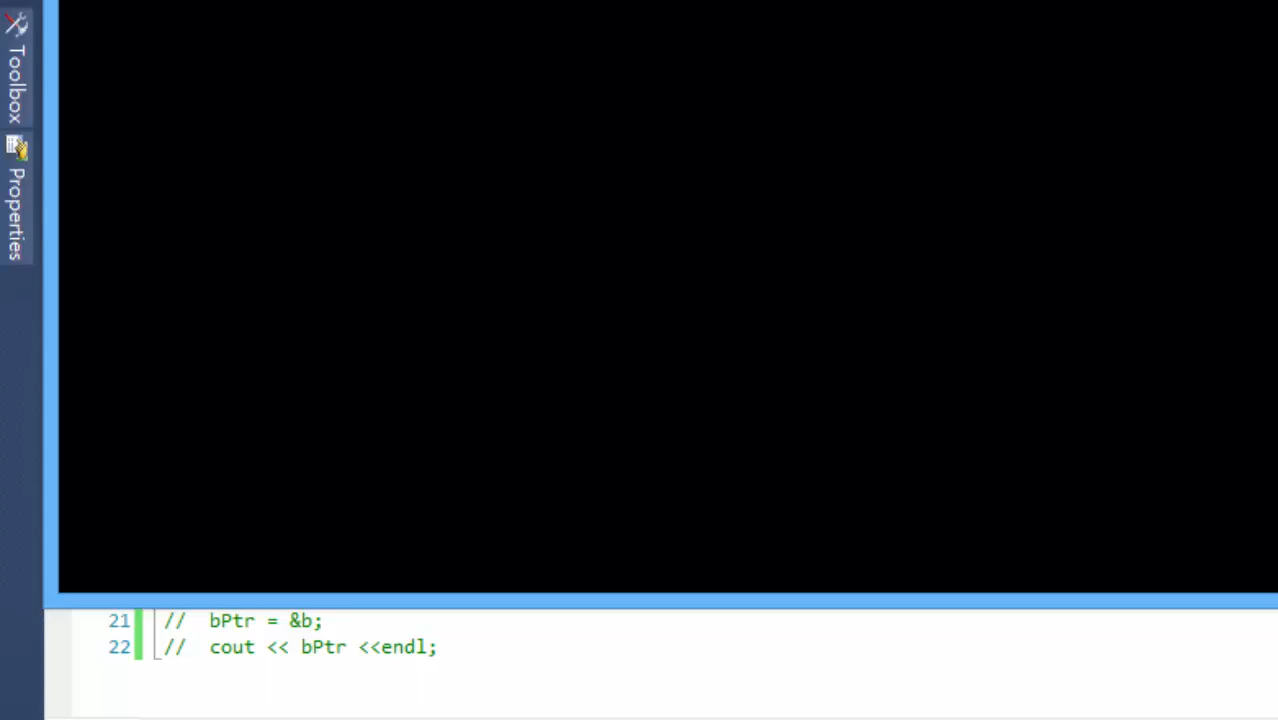 Toolbox
Properties
21 // bPtr = &b;
22 // cout << bPtr <<endl;